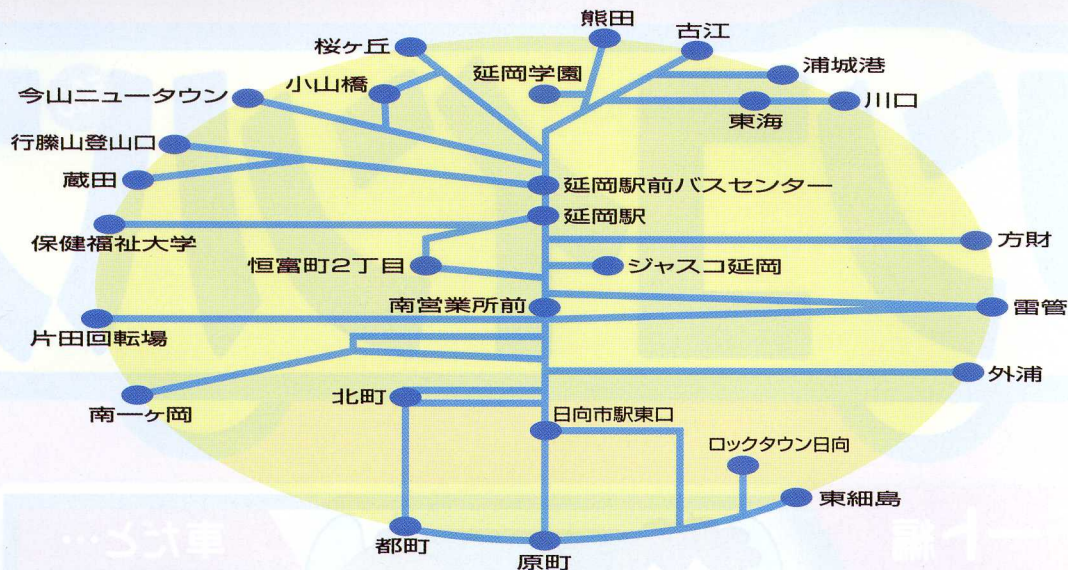 熊田
古江
桜ヶ丘
延岡学園
浦城港
小山橋
今山ニュータウン
東海
川口
行縢山登山口
蔵田
延岡駅前バスセンター
延岡駅
保健福祉大学
方財
恒富町2丁目
ジャスコ延岡
南営業所前
雷管
片田回転場
外浦
南一ヶ岡
北町
日向市駅東口
ロックタウン日向
東細島
都町
原町
車だと…